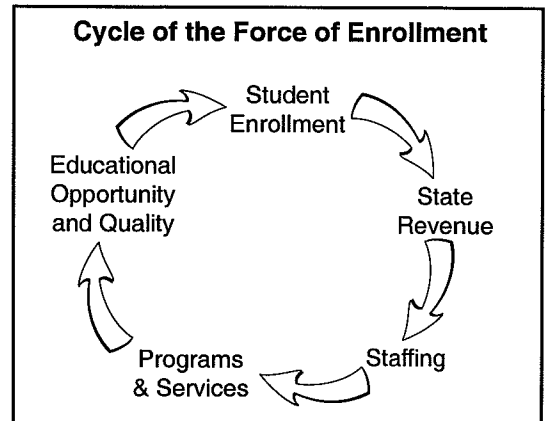 Cycle of the Force of Enrollment
Student
Enrollment
State
Revenue
Staffing
Programs
& Services
Educational
Opportunity
and Quality